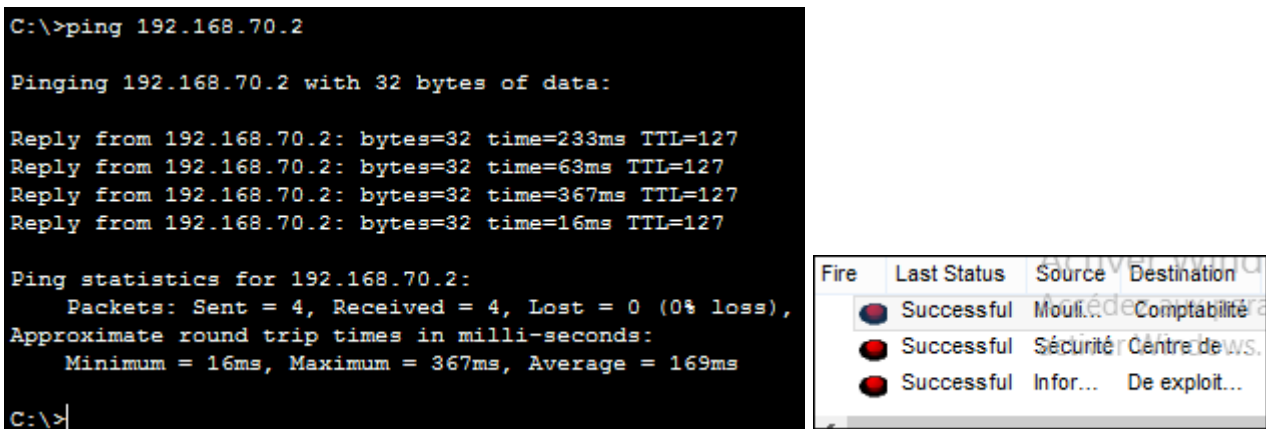 C:\>ping 192.168.70.2
Pinging 192.168.70.2 with 32 bytes of data:
Reply from 192.168.70.2: bytes=32 time=233ms TTL=127
Reply from 192.168.70.2: bytes=32 time=63ms TTL=127
Reply from 192.168.70.2: bytes=32 time=367ms TTL=127
Reply from 192.168.70.2: bytes=32 time=16ms TTL=127
Ping statistics for 192.168.70.2:
Packets: Sent = 4, Received = 4, Lost = 0 (0% loss),
Approximate round trip times in milli-seconds:
Minimum = 16ms, Maximum = 367ms, Average = 169ms
C:\>
Fire Last Status Source Destination
Successful Mouli... Comptabilité
Successful Sécurité Centre de ...
Successful Infor... De exploit...